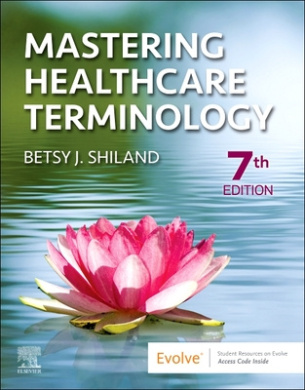 MASTERING
HEALTHCARE
TERMINOLOGY
BETSY J. SHILAND
7th
EDITION
ELSEVIER
Evolve
Student Resources on Evolve
Access Code Inside